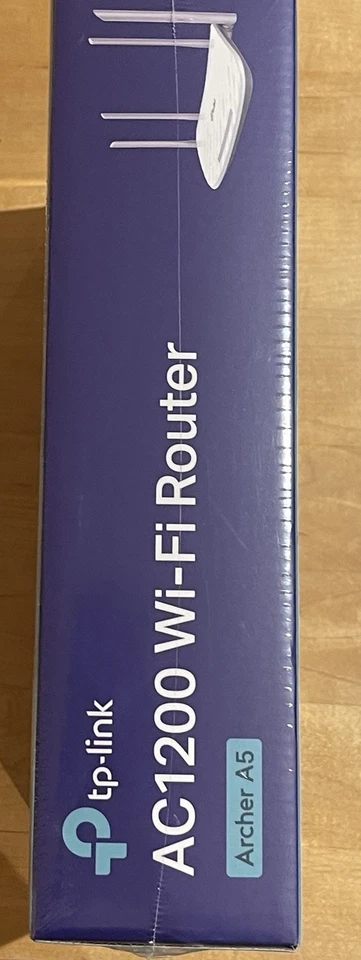 tp-link
AC1200 Wi-Fi Router
Archer A5